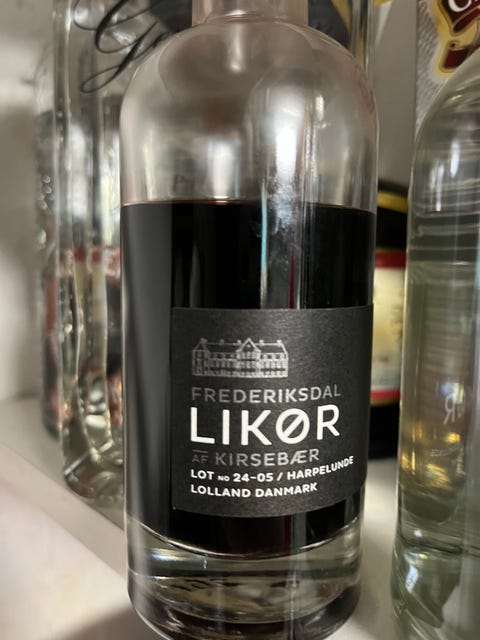 FREDERIKSDAL
LIKØR
AF KIRSEBÆR
LOT NO 24-05 / HARPELUNDE
LOLLAND DANMARK